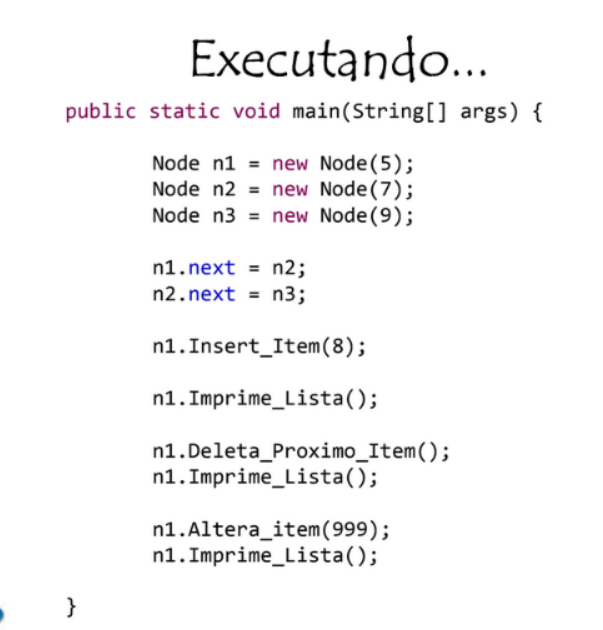 Executando...
public static void main(String[] args) {
Node n1 = new Node(5);
Node n2 = new Node(7);
Node n3 = new Node(9);
n1.next = n2;
n2.next = n3;
n1.Insert_Item(8);
n1.Imprime_Lista();
n1.Deleta_Proximo_Item();
n1.Imprime_Lista();
n1.Altera_item(999);
n1.Imprime_Lista();
}